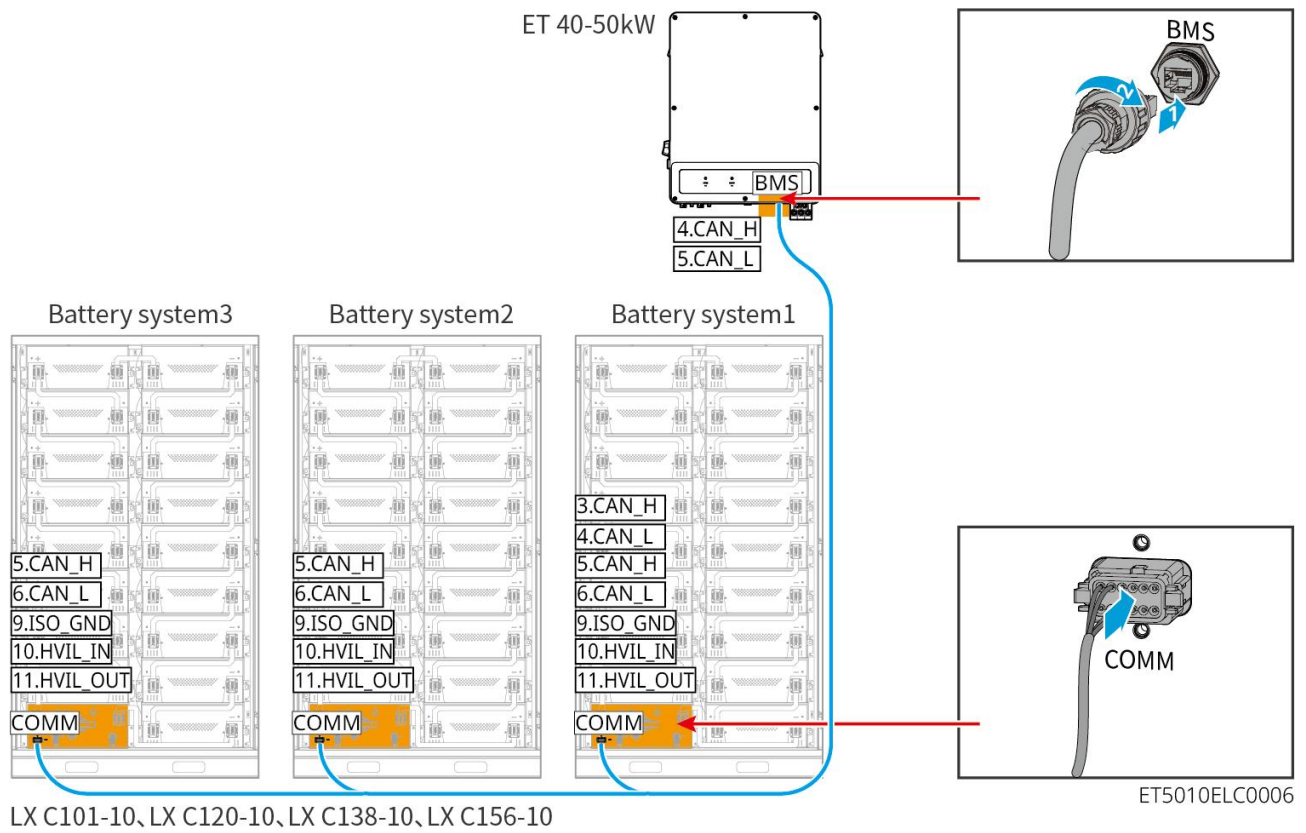 ET 40-50kW
BMS
2
1
BMS
4.CAN_H
5.CAN_L
Battery system3
Battery system2
Battery system1
5.CAN_H
6.CAN_L
9.ISO_GND
10.HVIL_IN
11.HVIL_OUT
COMM
5.CAN_H
6.CAN_L
9.ISO_GND
10.HVIL_IN
11.HVIL_OUT
COMM
3.CAN_H
4.CAN_L
5.CAN_H
6.CAN_L
9.ISO_GND
10.HVIL_IN
11.HVIL_OUT
COMM
COMM
ET5010ELC0006
LX C101-10、LX C120-10、LX C138-10、LX C156-10